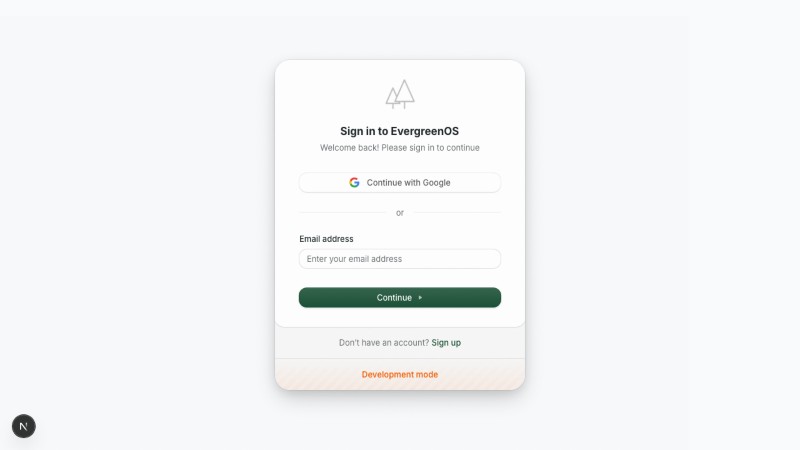 Sign in to EvergreenOS
Welcome back! Please sign in to continue
Continue with Google
or
Email address
Enter your email address
Continue
Don't have an account? Sign up
Development mode
N